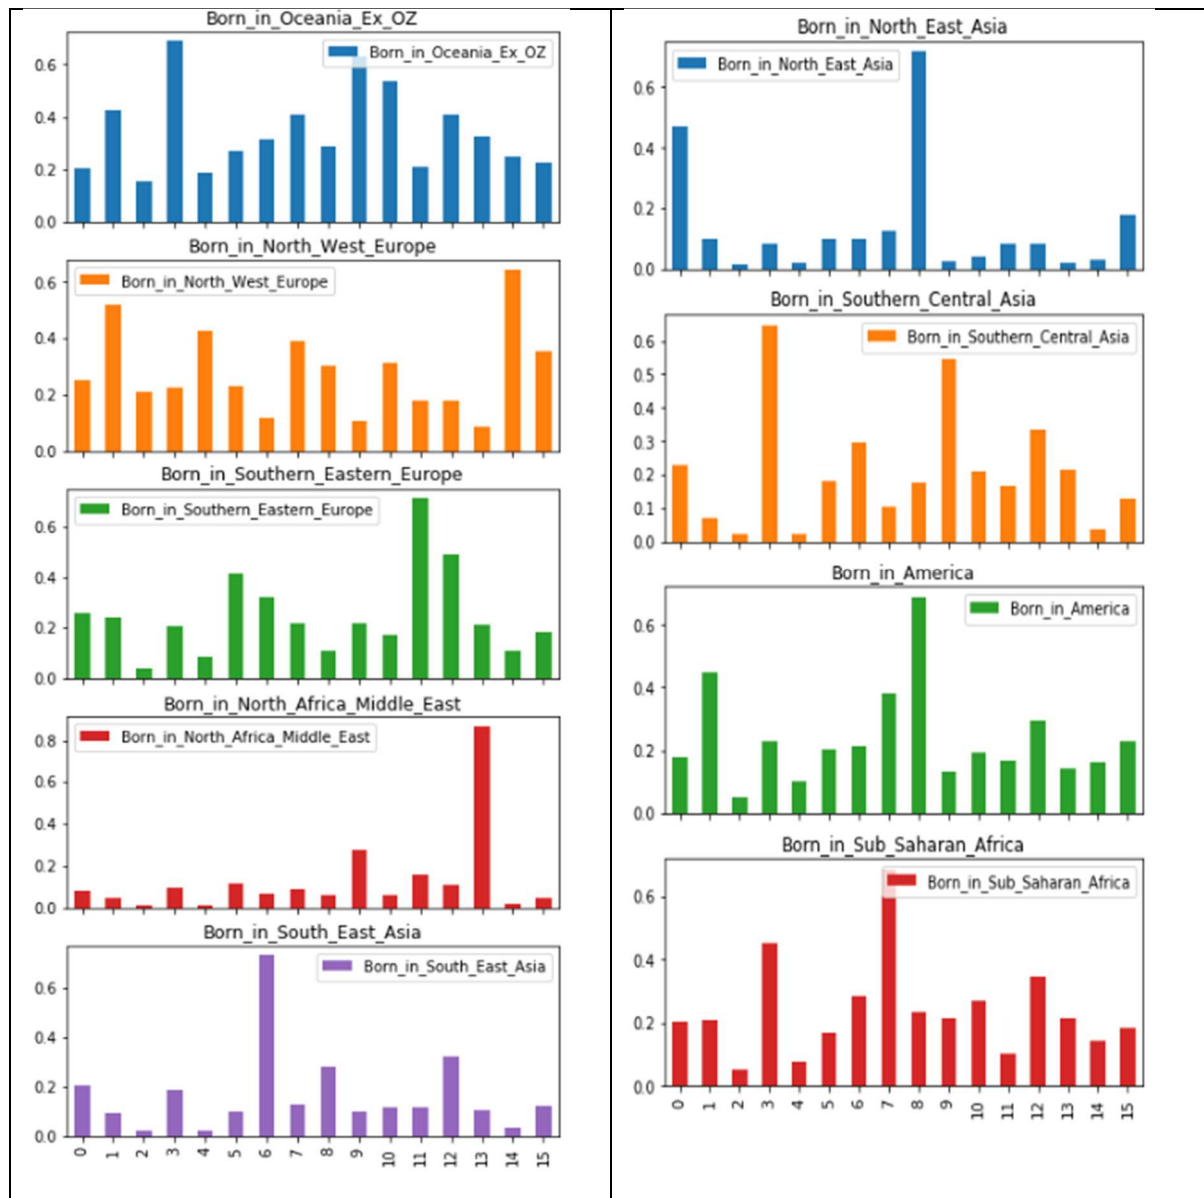 Born_in_Oceania_Ex_OZ
Born_in_Oceania_Ex_OZ
0.6
0.4
0.2
0.0
Born_in_North_West_Europe
Born_in_North_West_Europe
0.6
0.4
0.2
0.0
Born_in_Southern_Eastern_Europe
Born_in_Southern_Eastern_Europe
0.6
0.4
0.2
0.0
Born_in_North_Africa_Middle_East
Born_in_North_Africa_Middle_East
0.8
0.6
0.4
0.2
0.0
Born_in_South_East_Asia
Born_in_South_East_Asia
0.6
0.4
0.2
0.0
0 1 2 3 4 5 6 7 8 9 10 11 12 13 14 15
Born_in_North_East_Asia
Born_in_North_East_Asia
0.6
0.4
0.2
0.0
Born_in_Southern_Central_Asia
Born_in_Southern_Central_Asia
0.6
0.5
0.4
0.3
0.2
0.1
0.0
Born_in_America
Born_in_America
0.6
0.4
0.2
0.0
Born_in_Sub_Saharan_Africa
Born_in_Sub_Saharan_Africa
0.6
0.4
0.2
0.0
0 1 2 3 4 5 6 7 8 9 10 11 12 13 14 15